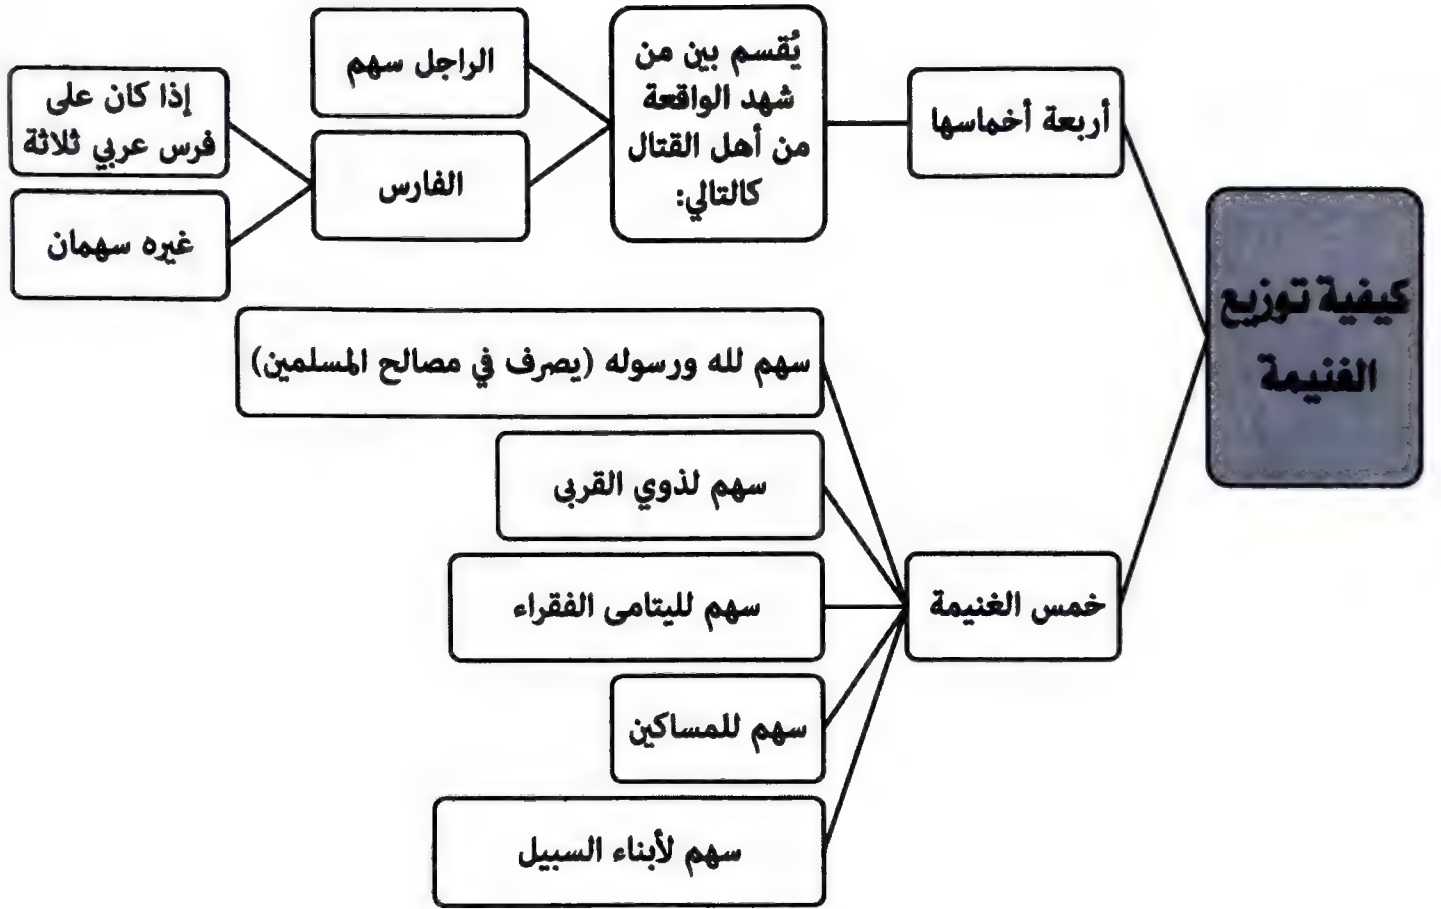 كيفية توزيع
الغنيمة
أربعة أخماسها
يُقسم بين من
شهد الواقعة
من أهل القتال
كالتالي:
الراجل سهم
الفارس
إذا كان على
فرس عربي ثلاثة
غيره سهمان
خمس الغنيمة
سهم لله ورسوله (يصرف في مصالح المسلمين)
سهم لذوي القربى
سهم لليتامى الفقراء
سهم للمساكين
سهم لأبناء السبيل